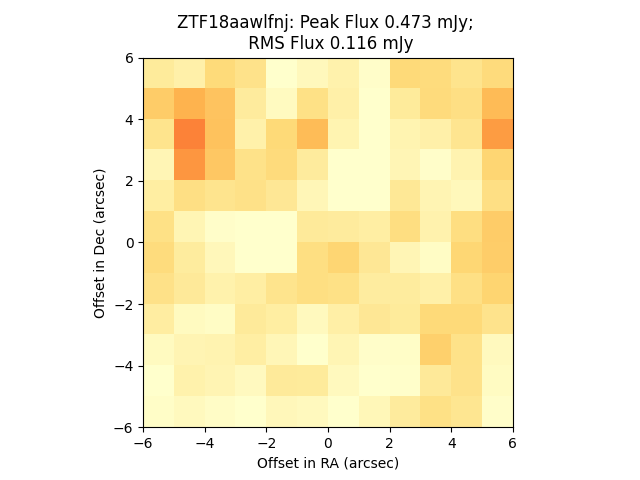 ZTF18aawlfnj: Peak Flux 0.473 mJy;
RMS Flux 0.116 mJy
6
4
2
0
−2
−4
−6
Offset in Dec (arcsec)
−6 −4 −2 0 2 4 6
Offset in RA (arcsec)